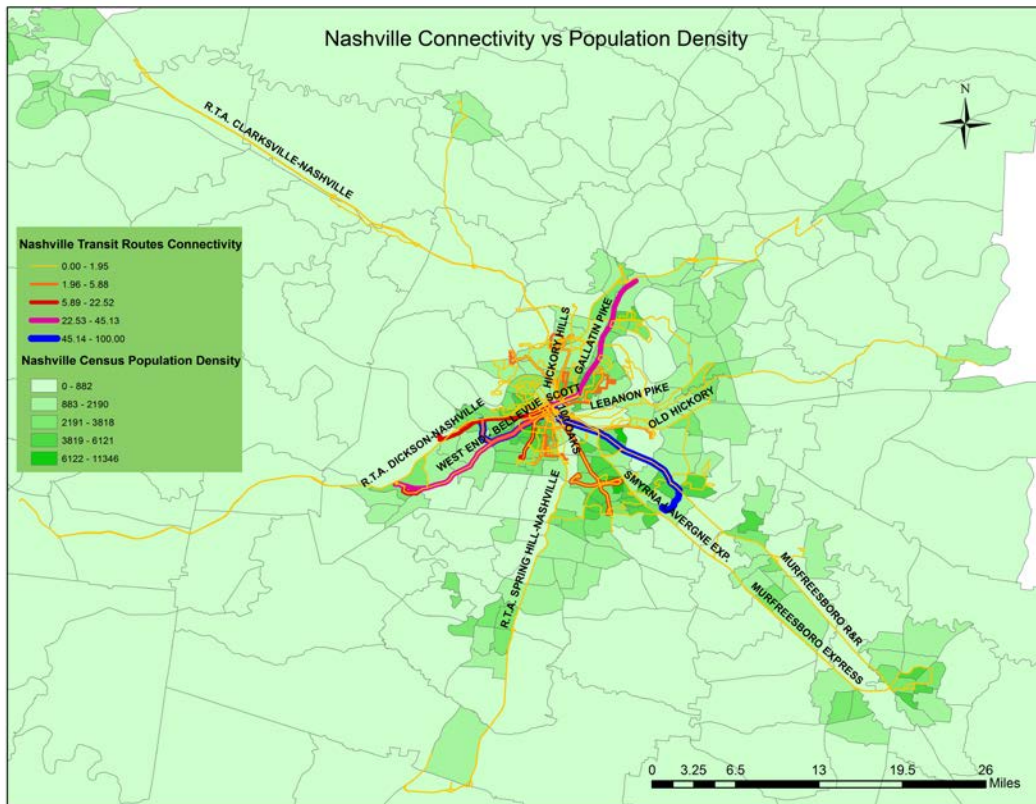 Nashville Connectivity vs Population Density
N
R.T.A. CLARKSVILLE-NASHVILLE
Nashville Transit Routes Connectivity
0.00 - 1.95
1.96 - 5.88
5.89 - 22.52
22.53 - 45.13
45.14 - 100.00
Nashville Census Population Density
0 - 882
883 - 2190
2191 - 3818
3819 - 6121
6122 - 11346
HICKORY HILLS
GALLATIN PIKE
SCOTT
LEBANON PIKE
OLD HICKORY
100 OAKS
R.T.A. DICKSON-NASHVILLE
WEST END, BELLEVUE
SMYRNA
AVERGNE EXP.
R.T.A. SPRING HILL-NASHVILLE
MURFREESBORO R&R
MURFREESBORO EXPRESS
0 3.25 6.5 13 19.5 26
Miles